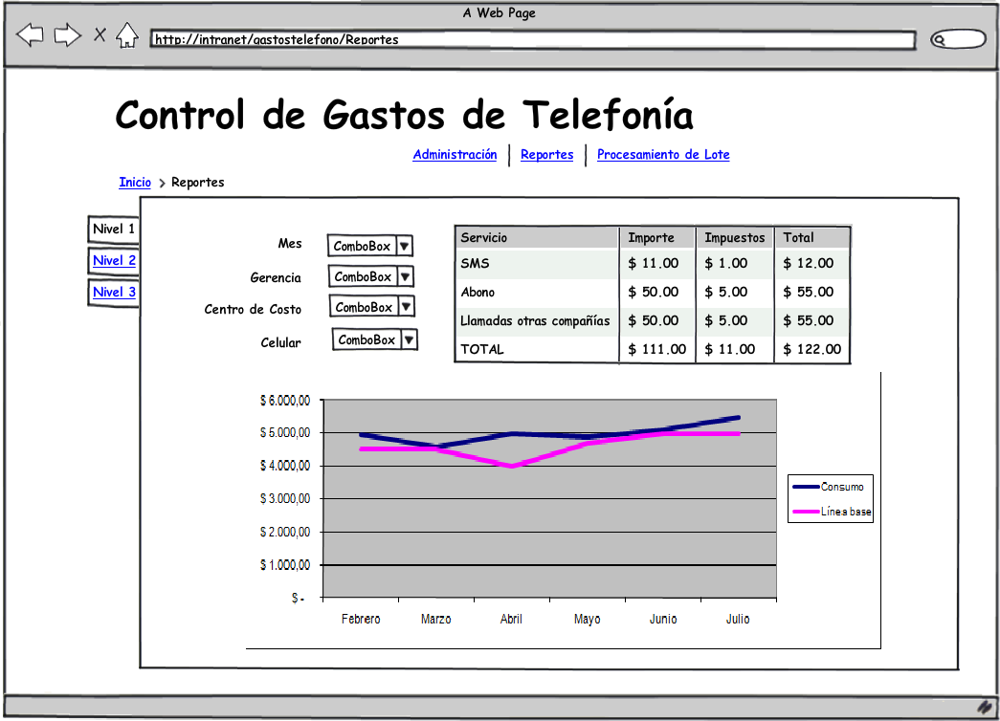 A Web Page
http://intranet/gastostelefono/Reportes
Control de Gastos de Telefonía
Administración Reportes Procesamiento de Lote
Inicio > Reportes
Nivel 1
Nivel 2
Nivel 3
Mes ComboBox
Gerencia ComboBox
Centro de Costo ComboBox
Celular ComboBox
Servicio Importe Impuestos Total
SMS $ 11.00 $ 1.00 $ 12.00
Abono $ 50.00 $ 5.00 $ 55.00
Llamadas otras compañías $ 50.00 $ 5.00 $ 55.00
TOTAL $ 111.00 $ 11.00 $ 122.00
$ 6.000,00
$ 5.000,00
$ 4.000,00
$ 3.000,00
$ 2.000,00
$ 1.000,00
$ -
Febrero Marzo Abril Mayo Junio Julio
Consumo
Línea base